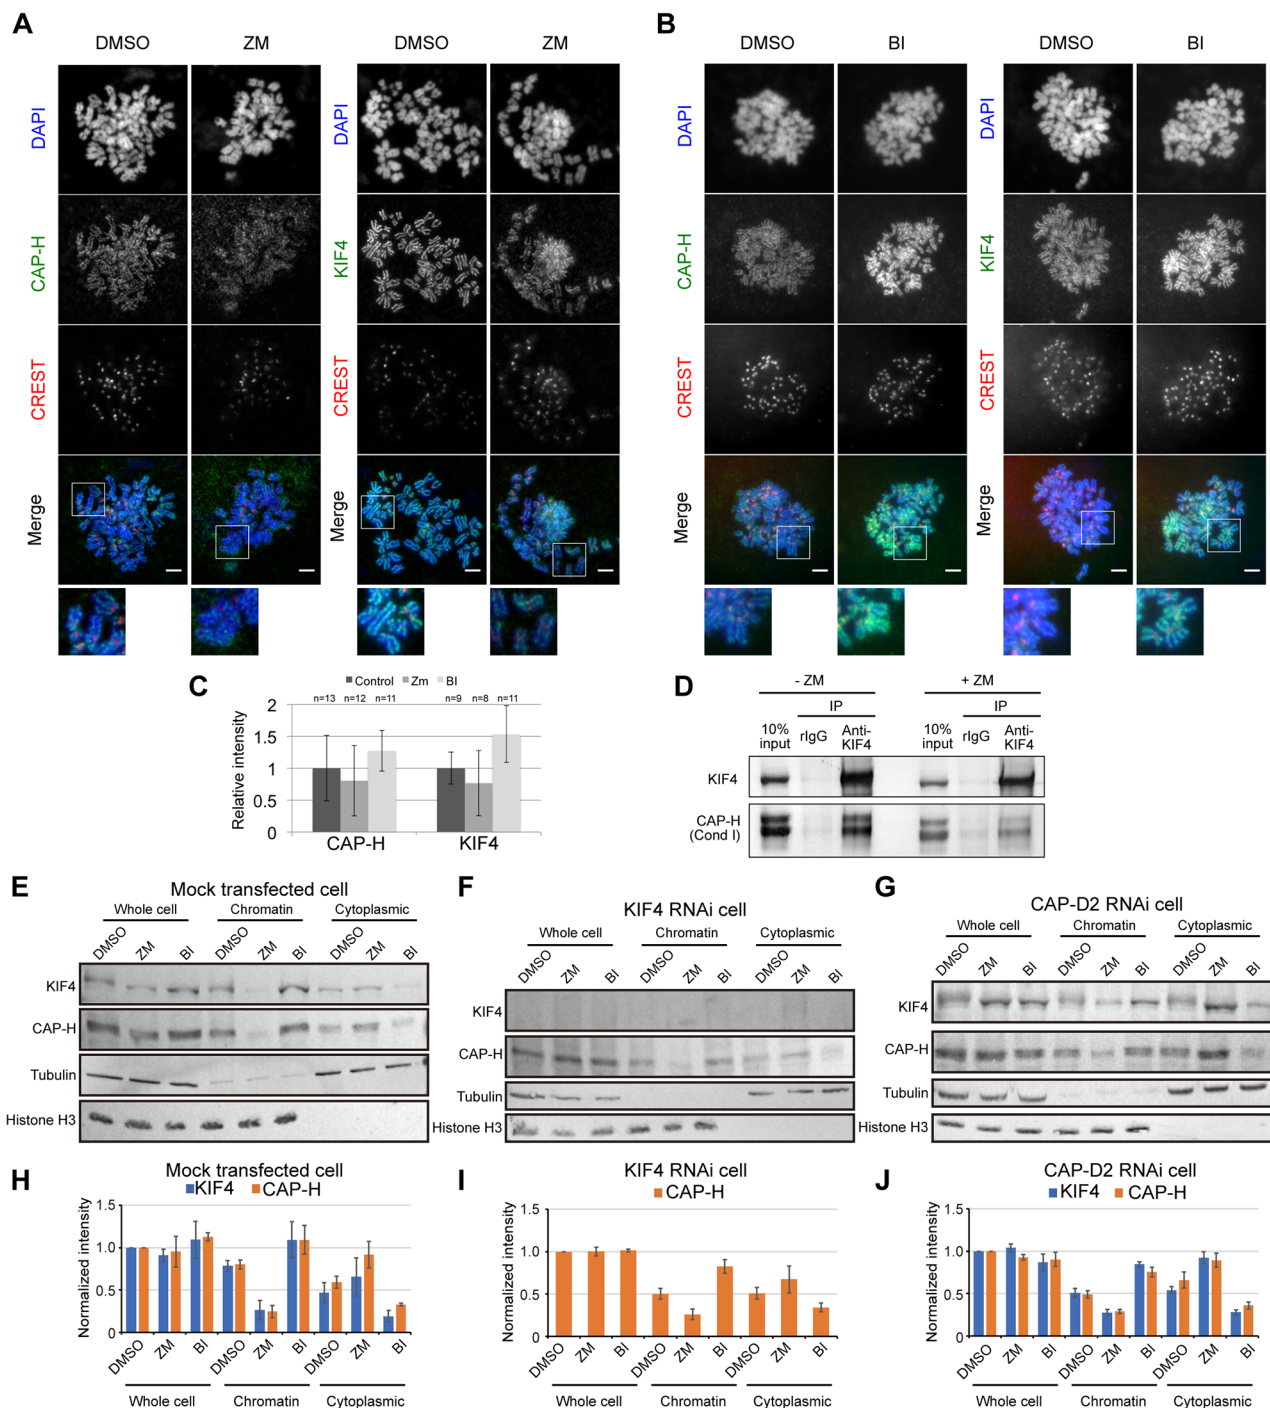 A
B
DMSO ZM DMSO ZM
DMSO BI DMSO BI
DAPI DAPI DAPI DAPI
CAP-H KIF4 CAP-H KIF4
CREST CREST CREST CREST
Merge Merge Merge Merge
C
Control Zm BI
n=13 n=12 n=11 n=9 n=8 n=11
Relative intensity
2
1.5
1
0.5
0
CAP-H KIF4
D
- ZM + ZM
IP IP
10% input rIgG Anti-KIF4 10% input rIgG Anti-KIF4
KIF4
CAP-H
(Cond I)
E
Mock transfected cell
Whole cell Chromatin Cytoplasmic
DMSO ZM BI DMSO ZM BI DMSO ZM BI
KIF4
CAP-H
Tubulin
Histone H3
F
KIF4 RNAi cell
Whole cell Chromatin Cytoplasmic
DMSO ZM BI DMSO ZM BI DMSO ZM BI
KIF4
CAP-H
Tubulin
Histone H3
G
CAP-D2 RNAi cell
Whole cell Chromatin Cytoplasmic
DMSO ZM BI DMSO ZM BI DMSO ZM BI
KIF4
CAP-H
Tubulin
Histone H3
H
Mock transfected cell
KIF4 CAP-H
Normalized intensity
1.5
1.0
0.5
0
DMSO ZM BI DMSO ZM BI DMSO ZM BI
Whole cell Chromatin Cytoplasmic
I
KIF4 RNAi cell
CAP-H
Normalized intensity
1.5
1.0
0.5
0
DMSO ZM BI DMSO ZM BI DMSO ZM BI
Whole cell Chromatin Cytoplasmic
J
CAP-D2 RNAi cell
KIF4 CAP-H
Normalized intensity
1.5
1.0
0.5
0
DMSO ZM BI DMSO ZM BI DMSO ZM BI
Whole cell Chromatin Cytoplasmic